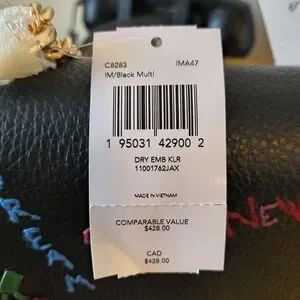 C8283 IMA47
IM/Black Multi
1 95031 42900 2
DRY EMB KLR
11001762JAX
MADE IN VIETNAM
COMPARABLE VALUE
$428.00
CAD
$428.00
NEW